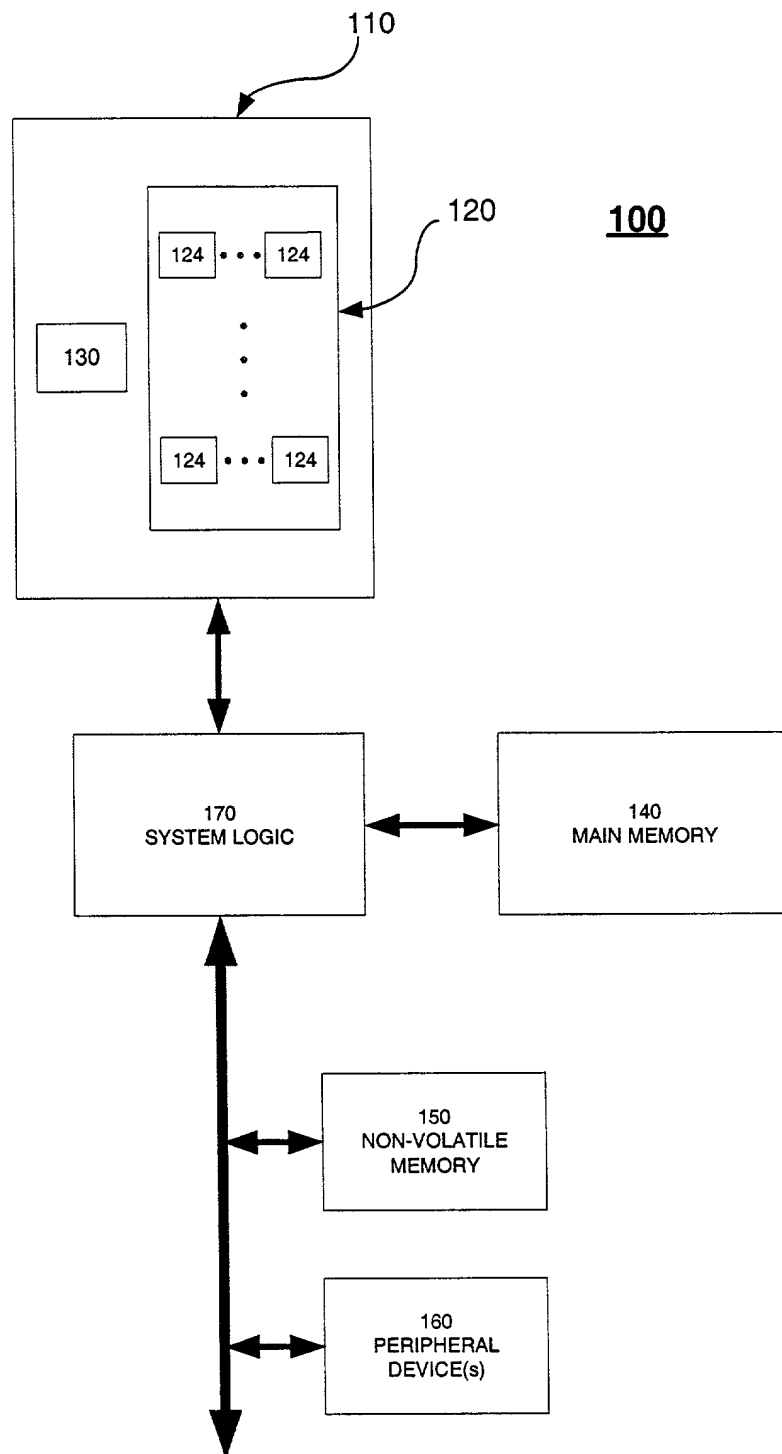 110
120
100
124 124
130
124 124
170
SYSTEM LOGIC
140
MAIN MEMORY
150
NON-VOLATILE
MEMORY
160
PERIPHERAL
DEVICE(s)